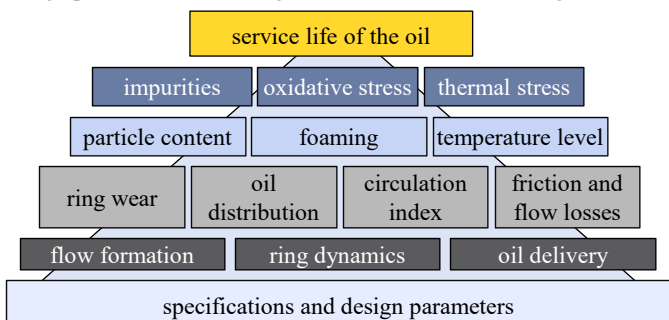 service life of the oil
impurities
oxidative stress
thermal stress
particle content
foaming
temperature level
ring wear
oil
distribution
circulation
index
friction and
flow losses
flow formation
ring dynamics
oil delivery
specifications and design parameters